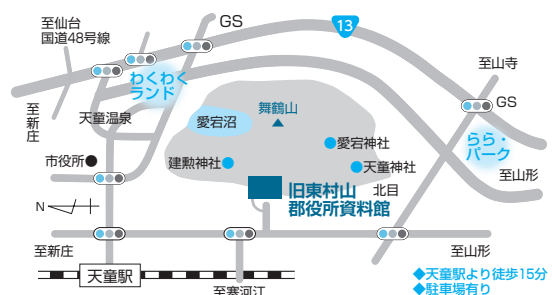 至仙台
国道48号線
GS
13
至山寺
わくわく
ランド
GS
至新庄
舞鶴山
天童温泉
愛宕沼
愛宕神社
らら・
パーク
市役所
建勲神社
天童神社
至山形
北目
N
旧東村山
郡役所資料館
至新庄
至山形
天童駅
◆天童駅より徒歩15分
◆駐車場有り
至寒河江